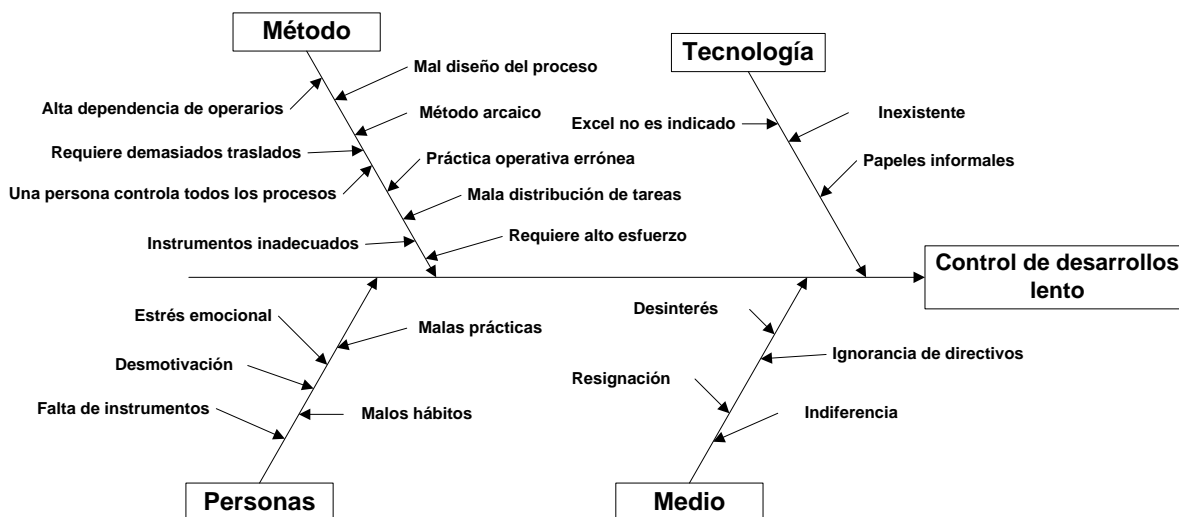 Método
Tecnología
Mal diseño del proceso
Alta dependencia de operarios
Método arcaico
Inexistente
Excel no es indicado
Requiere demasiados traslados
Práctica operativa errónea
Papeles informales
Una persona controla todos los procesos
Mala distribución de tareas
Instrumentos inadecuados
Requiere alto esfuerzo
Control de desarrollos
lento
Estrés emocional
Malas prácticas
Desinterés
Desmotivación
Ignorancia de directivos
Resignación
Falta de instrumentos
Malos hábitos
Indiferencia
Personas
Medio